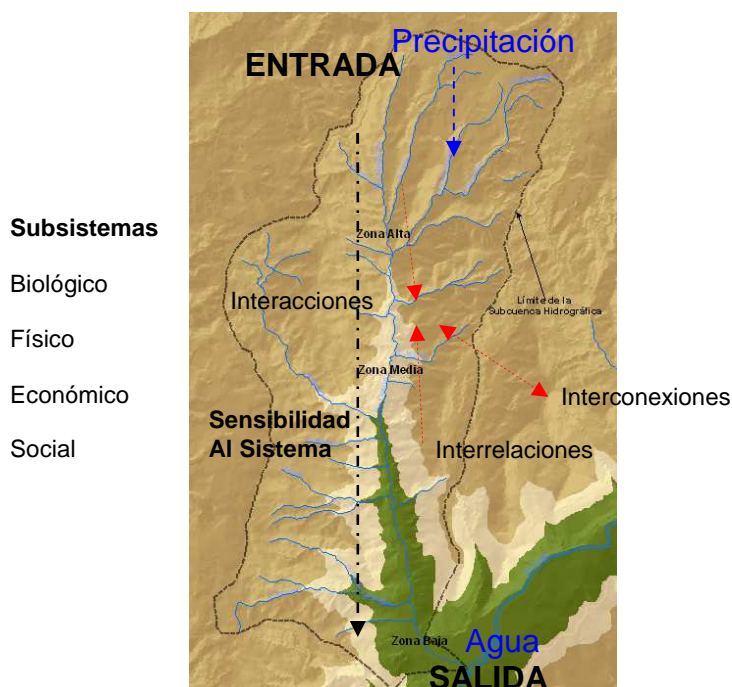 Precipitación
ENTRADA
Subsistemas
Zona Alta
Biológico
Interacciones
Límite de la
Subcuenca Hidrográfica
Físico
Zona Media
Económico
Interconexiones
Sensibilidad
Al Sistema
Social
Interrelaciones
Zona Baja
Agua
SALIDA